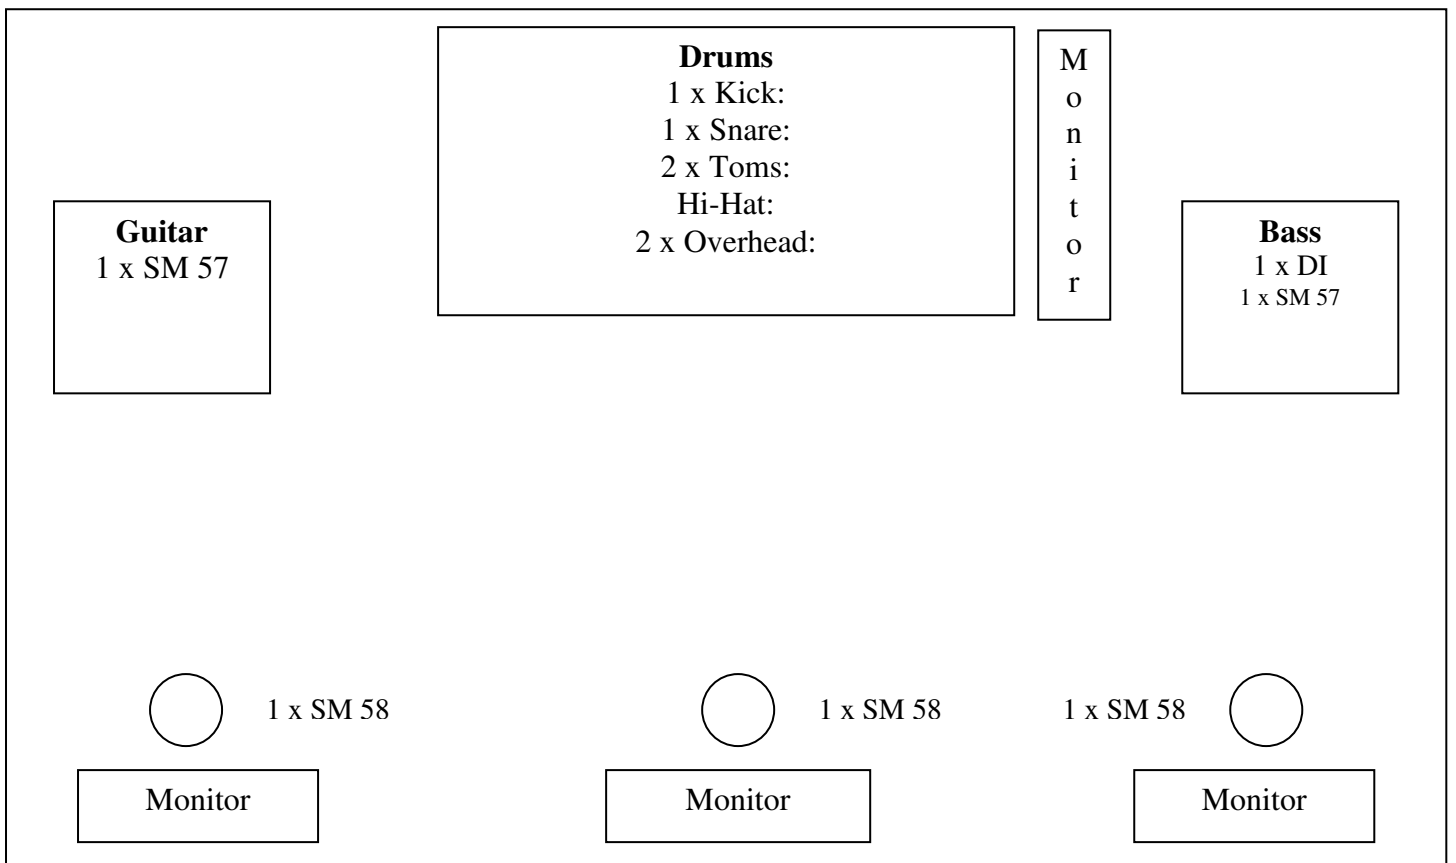 Drums
1 x Kick:
1 x Snare:
2 x Toms:
Hi-Hat:
2 x Overhead:
M
o
n
i
t
o
r
Guitar
1 x SM 57
Bass
1 x DI
1 x SM 57
1 x SM 58
1 x SM 58
1 x SM 58
Monitor
Monitor
Monitor